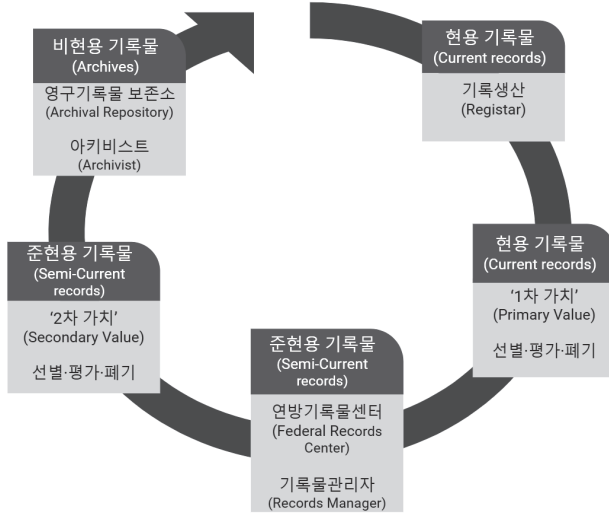 현용 기록물
(Current records)
기록생산
(Registar)
현용 기록물
(Current records)
‘1차 가치’
(Primary Value)
선별·평가·폐기
준현용 기록물
(Semi-Current
records)
연방기록물센터
(Federal Records
Center)
기록물관리자
(Records Manager)
준현용 기록물
(Semi-Current
records)
‘2차 가치’
(Secondary Value)
선별·평가·폐기
비현용 기록물
(Archives)
영구기록물 보존소
(Archival Repository)
아키비스트
(Archivist)